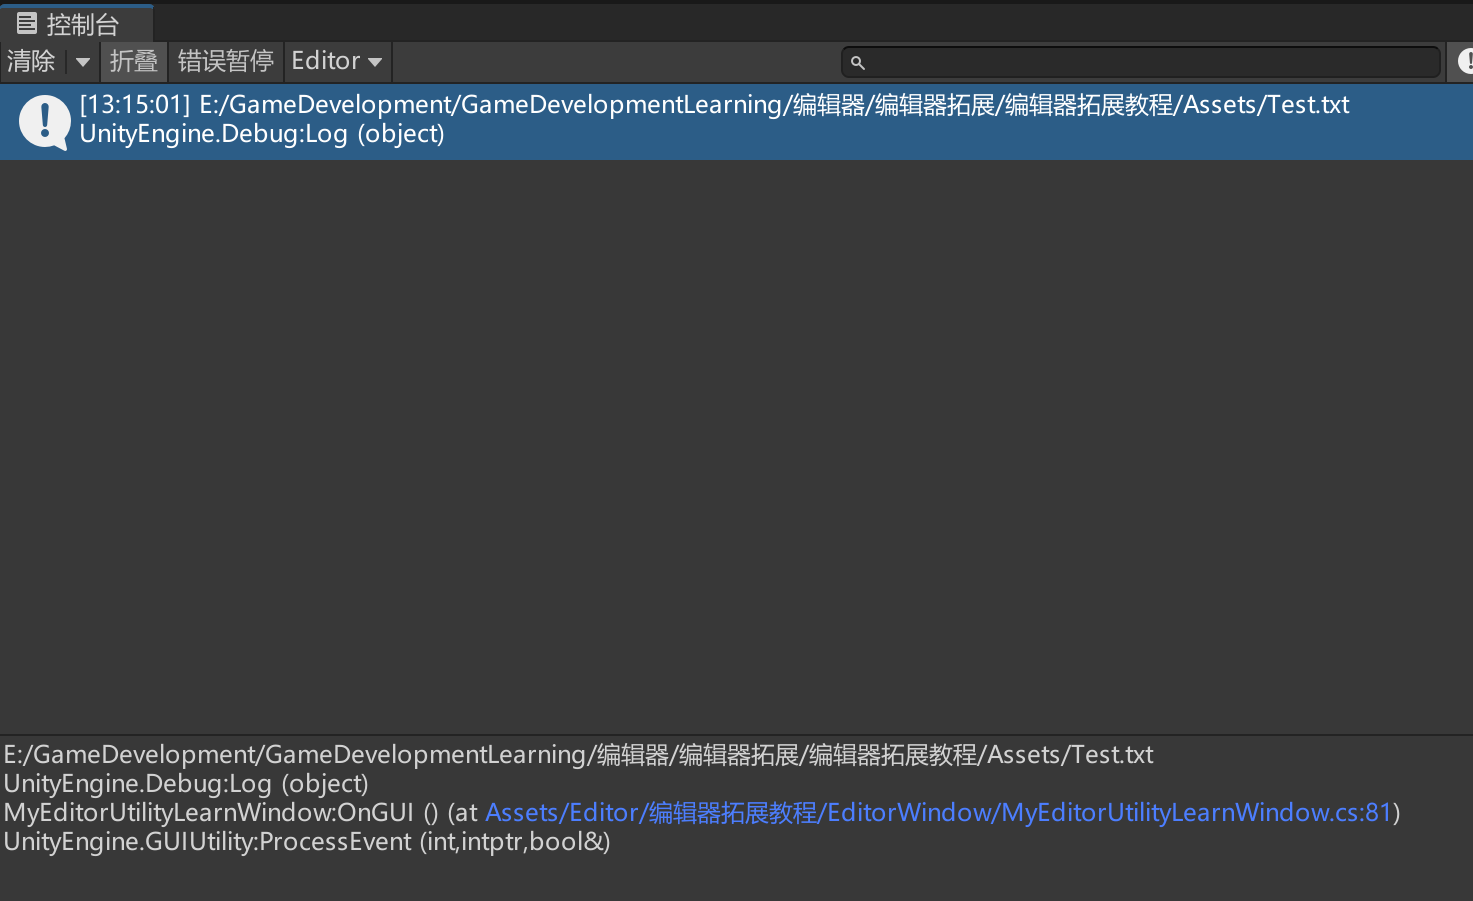 控制台
清除 折叠 错误暂停 Editor
[13:15:01] E:/GameDevelopment/GameDevelopmentLearning/编辑器/编辑器拓展/编辑器拓展教程/Assets/Test.txt
UnityEngine.Debug:Log (object)
E:/GameDevelopment/GameDevelopmentLearning/编辑器/编辑器拓展/编辑器拓展教程/Assets/Test.txt
UnityEngine.Debug:Log (object)
MyEditorUtilityLearnWindow:OnGUI () (at Assets/Editor/编辑器拓展教程/EditorWindow/MyEditorUtilityLearnWindow.cs:81)
UnityEngine.GUIUtility:ProcessEvent (int,intptr,bool&)